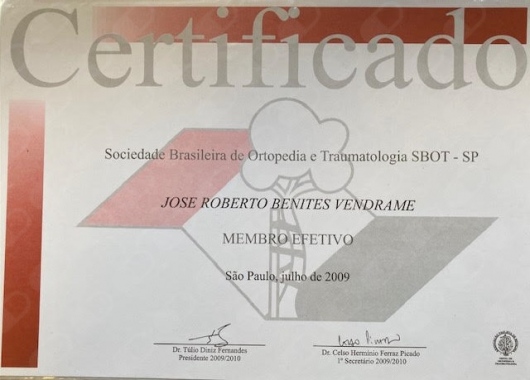 Certificado
Sociedade Brasileira de Ortopedia e Traumatologia SBOT - SP
JOSE ROBERTO BENITES VENDRAME
MEMBRO EFETIVO
São Paulo, julho de 2009
Dr. Túlio Diniz Fernandes
Presidente 2009/2010
Dr. Celso Hermínio Ferraz Picado
1º Secretário 2009/2010